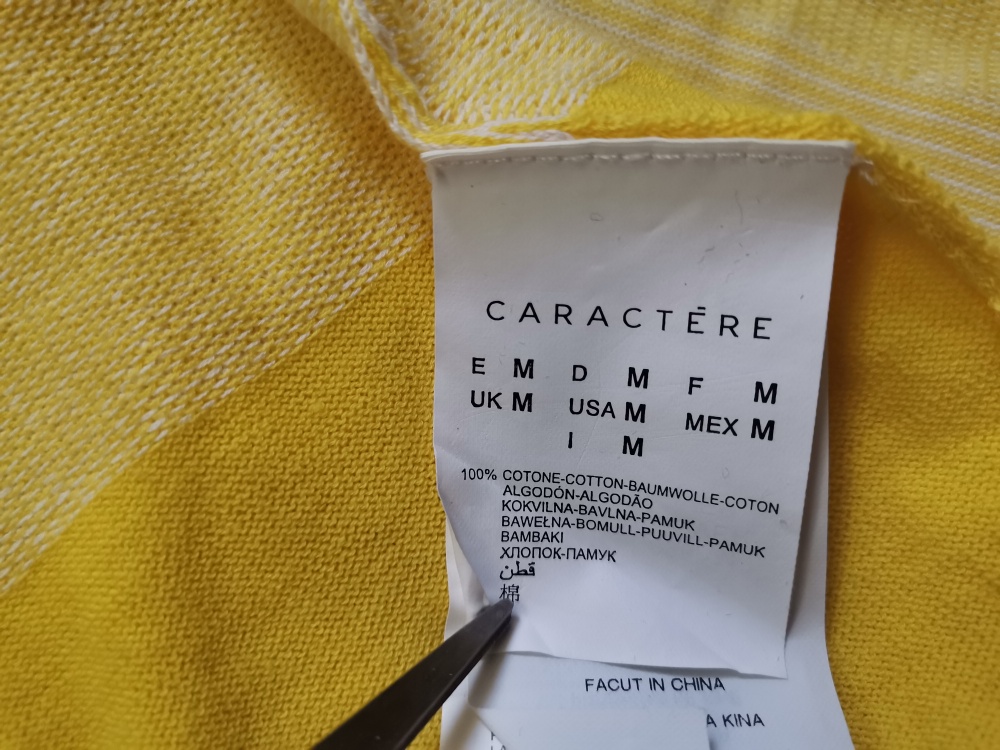 CARACTĒRE
E M D M F M
UK M USA M MEX M
I M
100% COTONE-COTTON-BAUMWOLLE-COTON
ALGODÓN-ALGODÃO
KOKVILNA-BAVLNA-PAMUK
BAWEŁNA-BOMULL-PUUVILL-PAMUK
BAMBAKI
ХЛОПОК-ПАМУК
قطن
棉
FACUT IN CHINA
A KINA